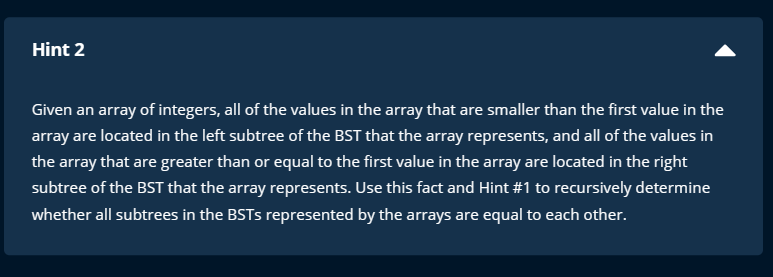 Hint 2
Given an array of integers, all of the values in the array that are smaller than the first value in the
array are located in the left subtree of the BST that the array represents, and all of the values in
the array that are greater than or equal to the first value in the array are located in the right
subtree of the BST that the array represents. Use this fact and Hint #1 to recursively determine
whether all subtrees in the BSTs represented by the arrays are equal to each other.